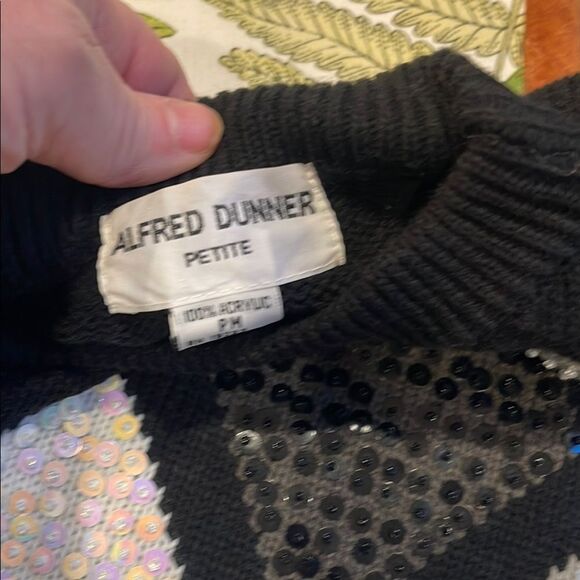 ALFRED DUNNER
PETITE
100% ACRYLIC
PM